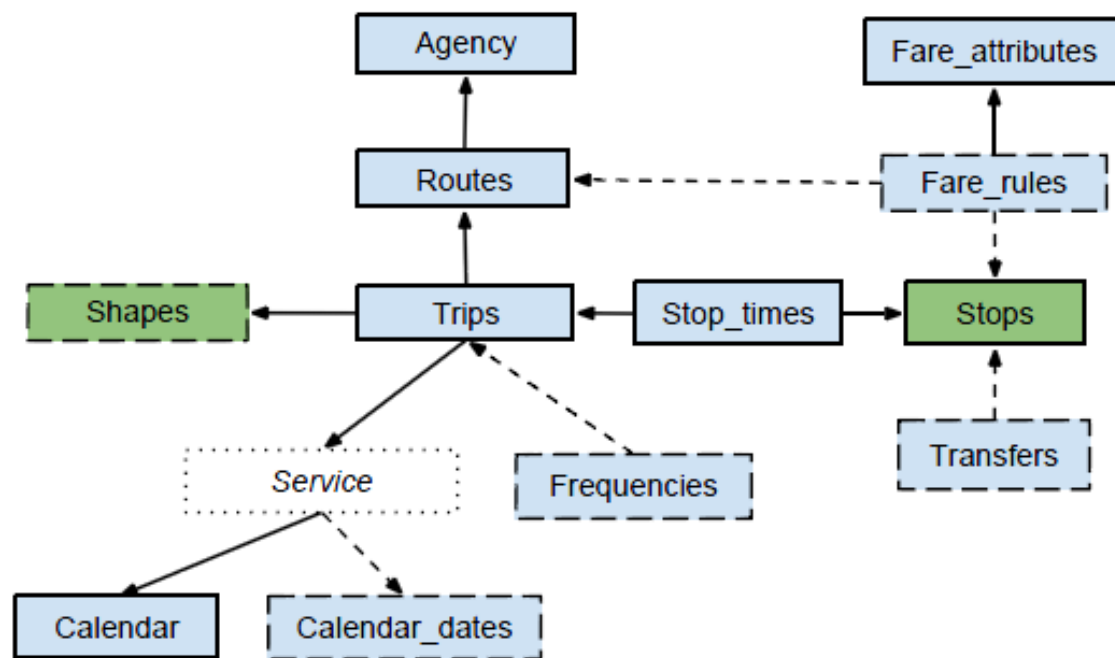 Agency
Fare_attributes
Routes
Fare_rules
Shapes
Trips
Stop_times
Stops
Service
Frequencies
Transfers
Calendar
Calendar_dates